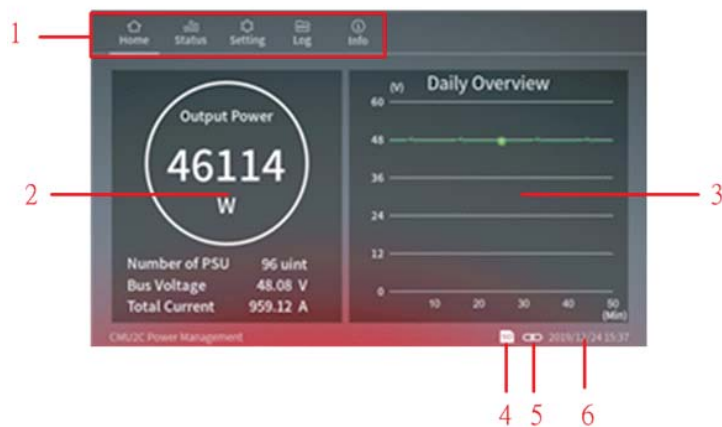 1
Home Status Setting Log Info
Output Power
46114
W
2
Number of PSU 96 uint
Bus Voltage 48.08 V
Total Current 959.12 A
(V) Daily Overview
60
48
36
24
12
0
10 20 30 40 50
(Min)
3
CMU2C Power Management
2019/12/24 15:37
4 5 6